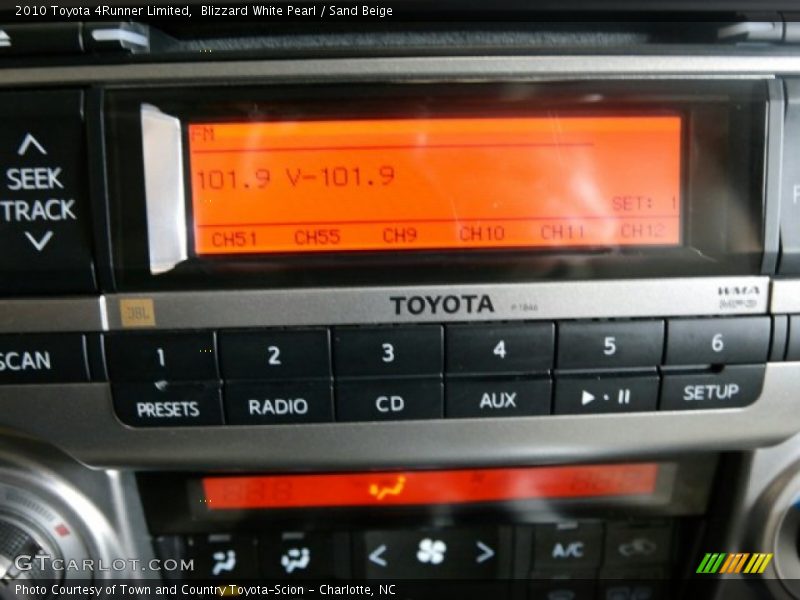 2010 Toyota 4Runner Limited,  Blizzard White Pearl / Sand Beige
FM
101.9 V-101.9
SET: 1
CH51 CH55 CH9 CH10 CH11 CH12
SEEK
TRACK
JBL
TOYOTA
WMA
MP3
SCAN 1 2 3 4 5 6
PRESETS RADIO CD AUX SETUP
A/C
GTcarlot.com
Photo Courtesy of Town and Country Toyota-Scion - Charlotte, NC